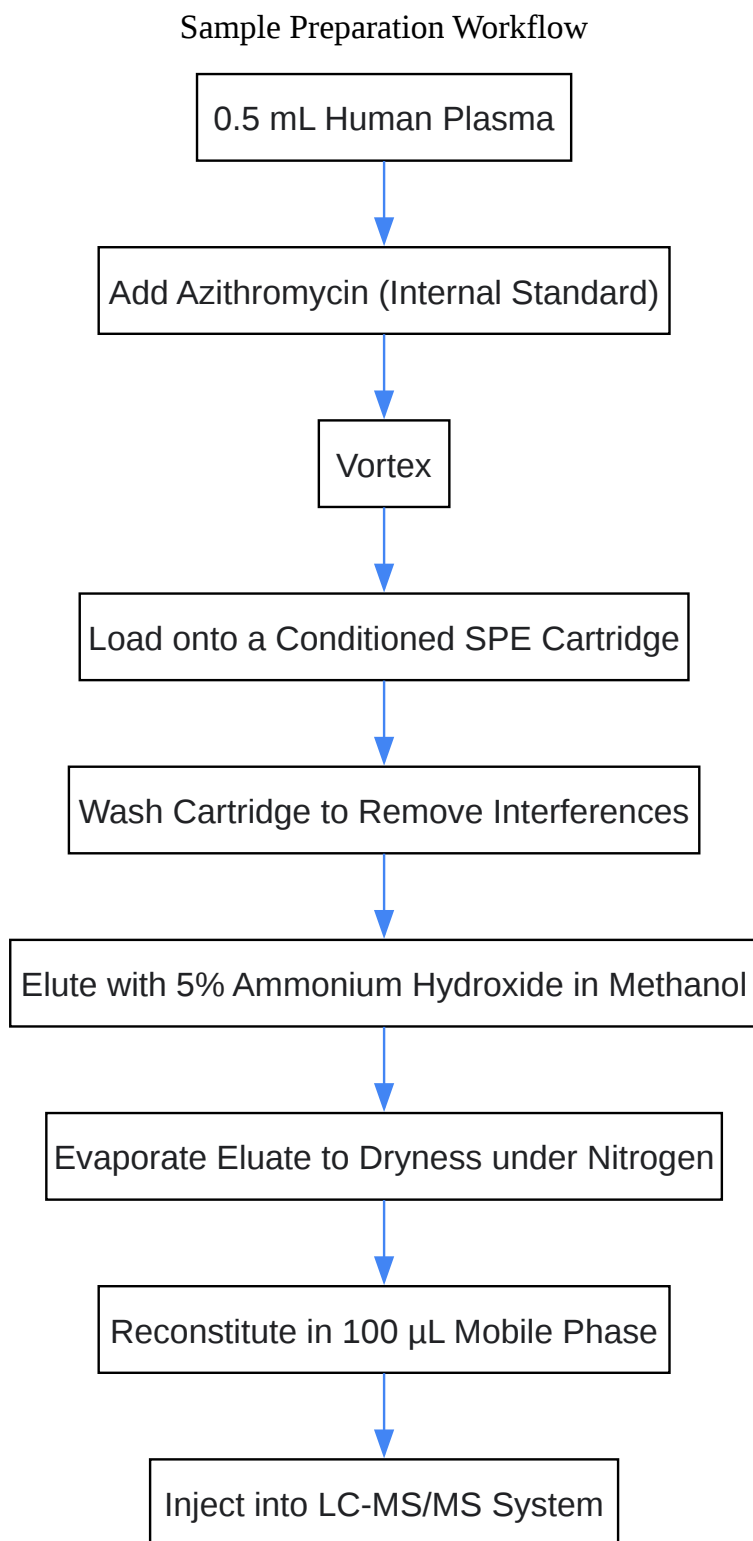 Sample Preparation Workflow
0.5 mL Human Plasma
Add Azithromycin (Internal Standard)
Vortex
Load onto a Conditioned SPE Cartridge
Wash Cartridge to Remove Interferences
Elute with 5% Ammonium Hydroxide in Methanol
Evaporate Eluate to Dryness under Nitrogen
Reconstitute in 100 µL Mobile Phase
Inject into LC-MS/MS System